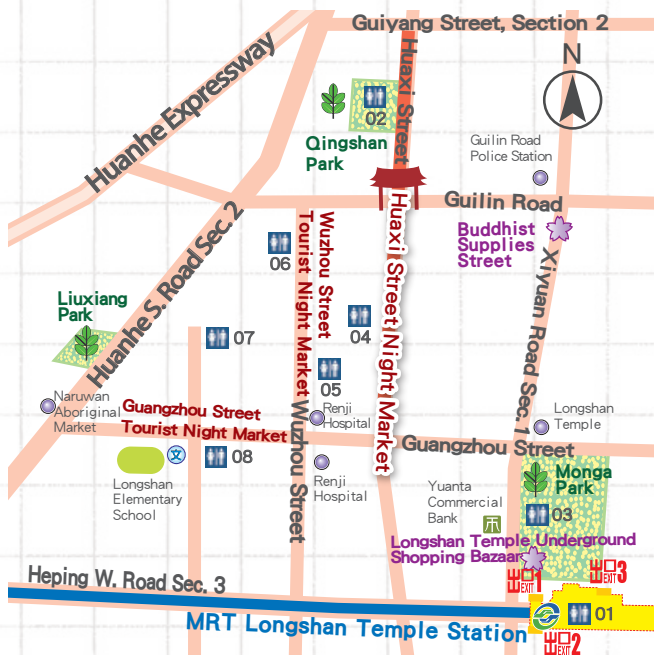 Guiyang Street, Section 2
Huanhe Expressway
Huaxi Street
N
02
Qingshan
Park
Guilin Road
Police Station
Guilin Road
Buddhist
Supplies
Street
Huanhe S. Road Sec. 2
Wuzhou Street
Tourist Night Market
Huaxi Street Night Market
Xiyuan Road Sec. 1
06
Liuxiang
Park
04
07
05
Naruwan
Aboriginal
Market
Guangzhou Street
Tourist Night Market
Renji
Hospital
Longshan
Temple
Wuzhou Street
Guangzhou Street
文
08
Longshan
Elementary
School
Renji
Hospital
Monga
Park
Yuanta
Commercial
Bank
03
Longshan Temple Underground
Shopping Bazaar
Heping W. Road Sec. 3
出口
EXIT 1
出口
EXIT 3
MRT Longshan Temple Station
01
出口
EXIT 2